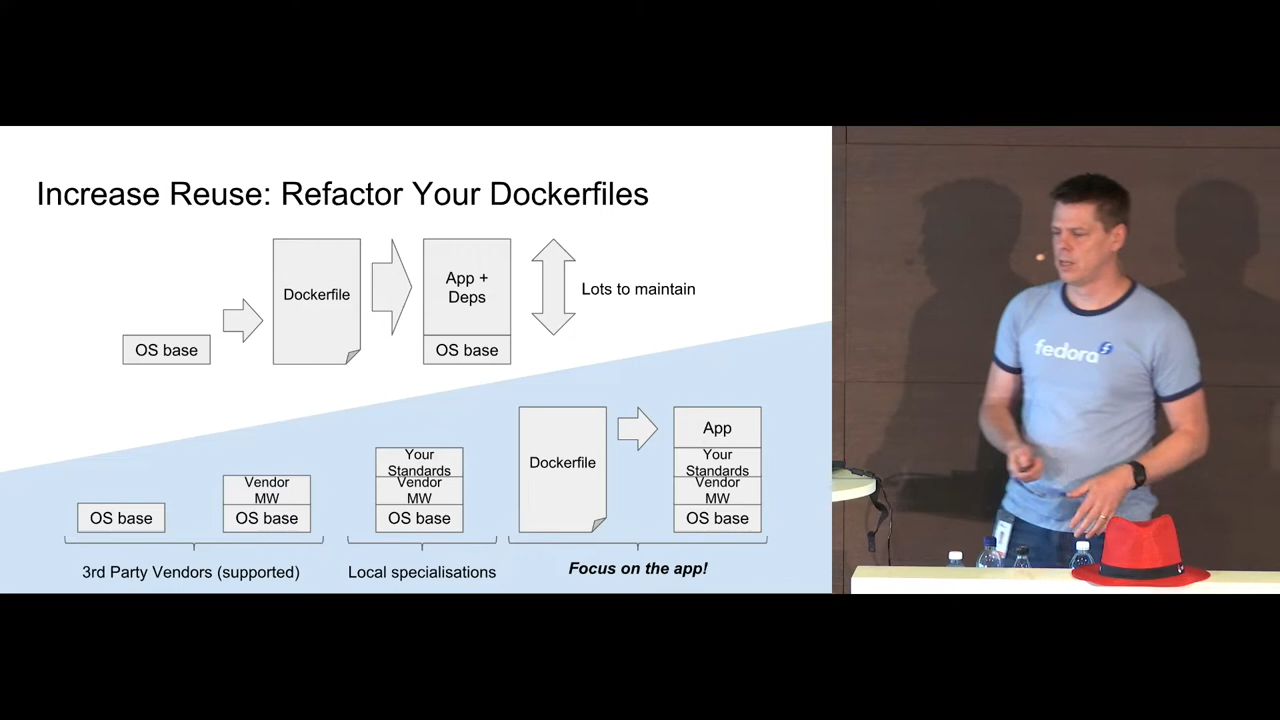 Increase Reuse: Refactor Your Dockerfiles
OS base
Dockerfile
App +
Deps
OS base
Lots to maintain
OS base
Vendor
MW
OS base
Your
Standards
Vendor
MW
OS base
Dockerfile
App
Your
Standards
Vendor
MW
OS base
3rd Party Vendors (supported)
Local specialisations
Focus on the app!
fedora